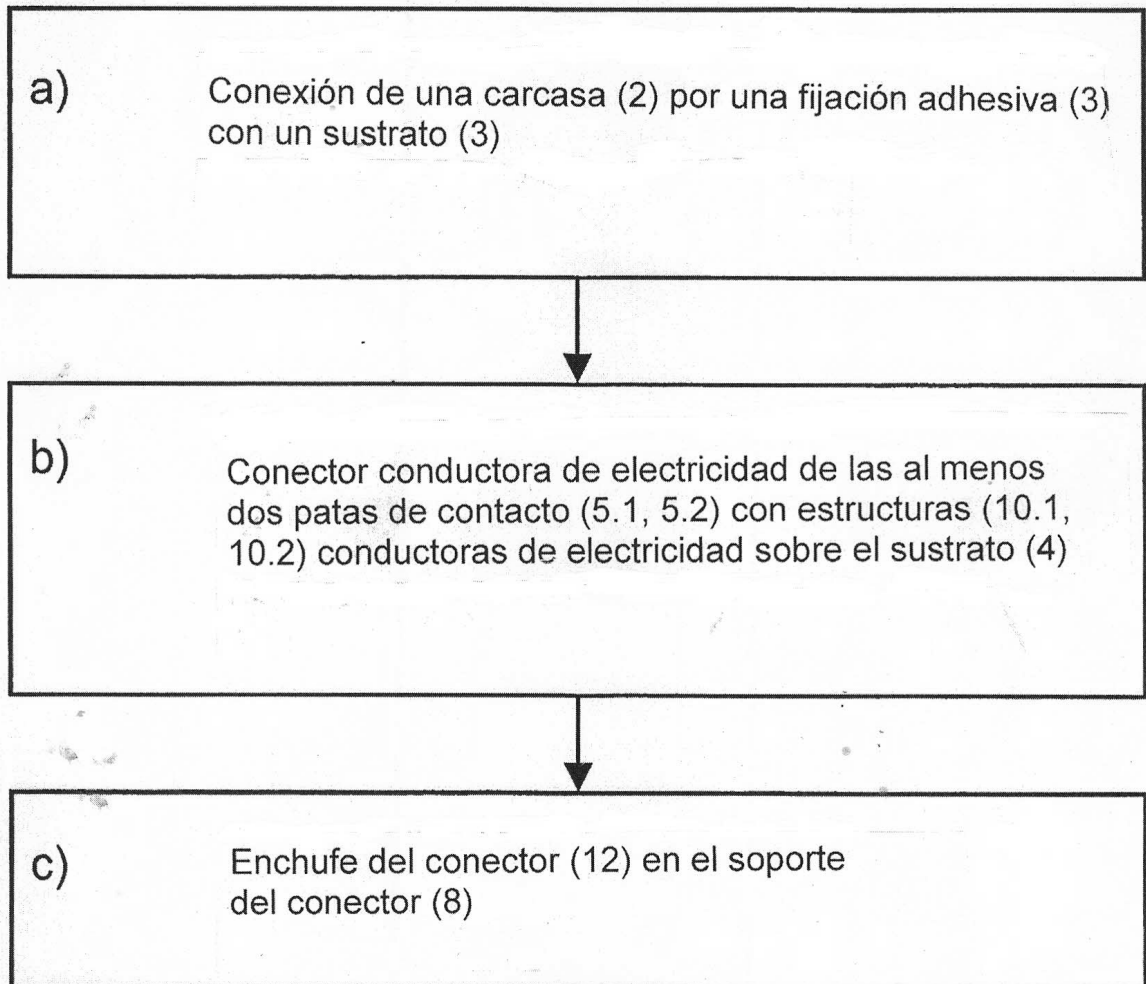 a)
Conexión de una carcasa (2) por una fijación adhesiva (3)
con un sustrato (3)
b)
Conector conductora de electricidad de las al menos
dos patas de contacto (5.1, 5.2) con estructuras (10.1,
10.2) conductoras de electricidad sobre el sustrato (4)
c)
Enchufe del conector (12) en el soporte
del conector (8)